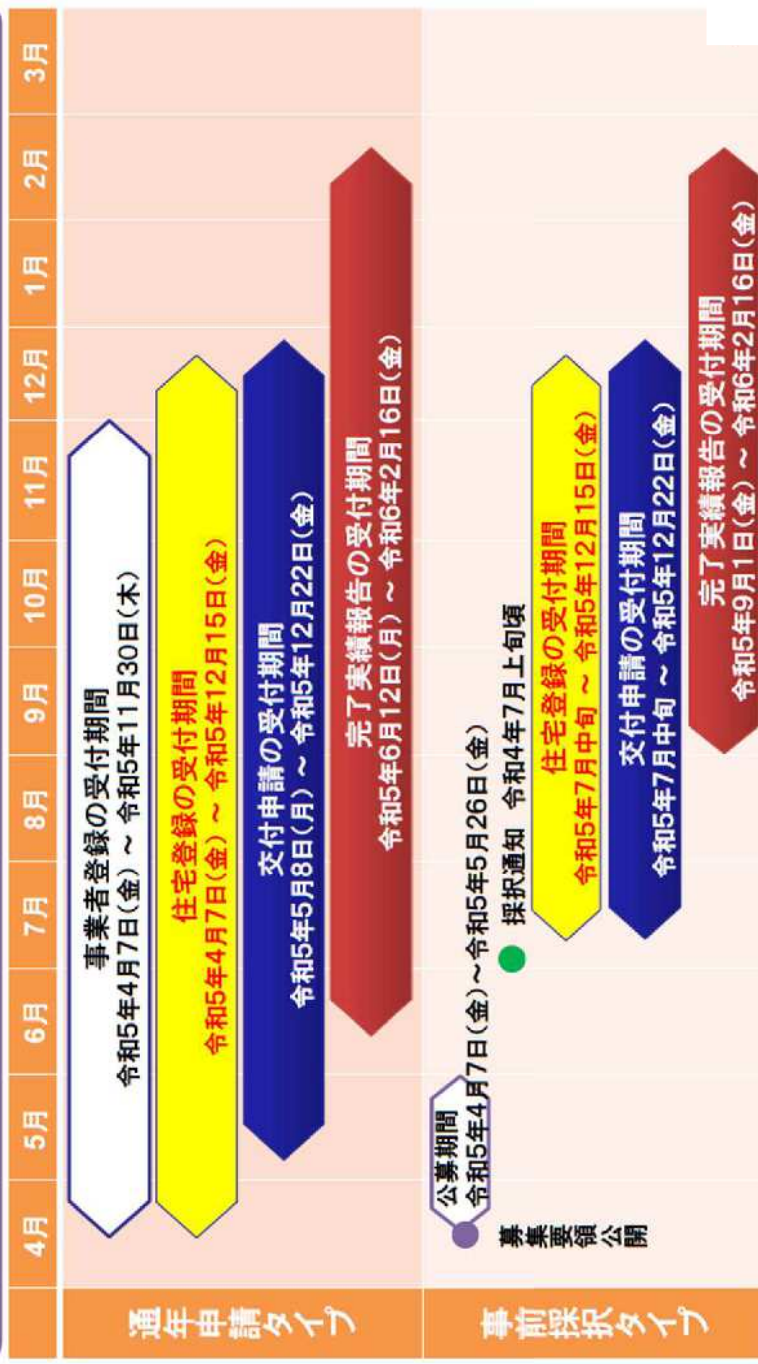 4月 5月 6月 7月 8月 9月 10月 11月 12月 1月 2月 3月
通年申請タイプ
事業者登録の受付期間
令和5年4月7日(金) ~ 令和5年11月30日(木)
住宅登録の受付期間
令和5年4月7日(金) ~ 令和5年12月15日(金)
交付申請の受付期間
令和5年5月8日(月) ~ 令和5年12月22日(金)
完了実績報告の受付期間
令和5年6月12日(月) ~ 令和6年2月16日(金)
事前採択タイプ
公募期間
令和5年4月7日(金)~令和5年5月26日(金)
募集要領公開
採択通知 令和4年7月上旬頃
住宅登録の受付期間
令和5年7月中旬 ~ 令和5年12月15日(金)
交付申請の受付期間
令和5年7月中旬 ~ 令和5年12月22日(金)
完了実績報告の受付期間
令和5年9月1日(金) ~ 令和6年2月16日(金)